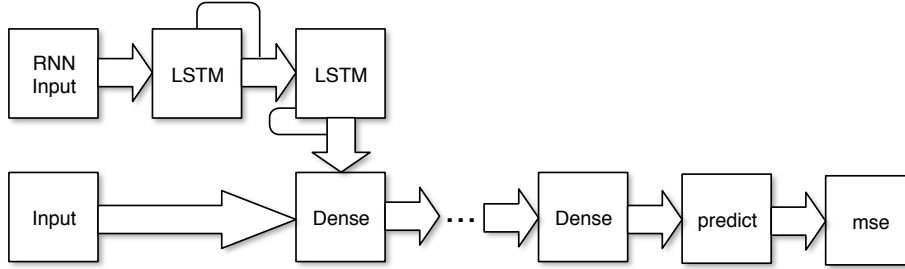 RNN
Input
LSTM
LSTM
Input
Dense
...
Dense
predict
mse